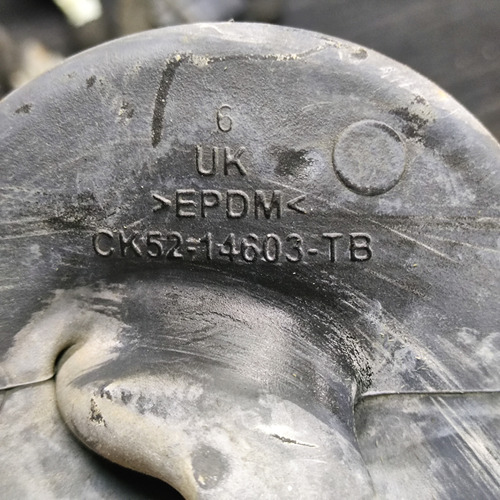 6
UK
>EPDM<
CK52-14603-TB